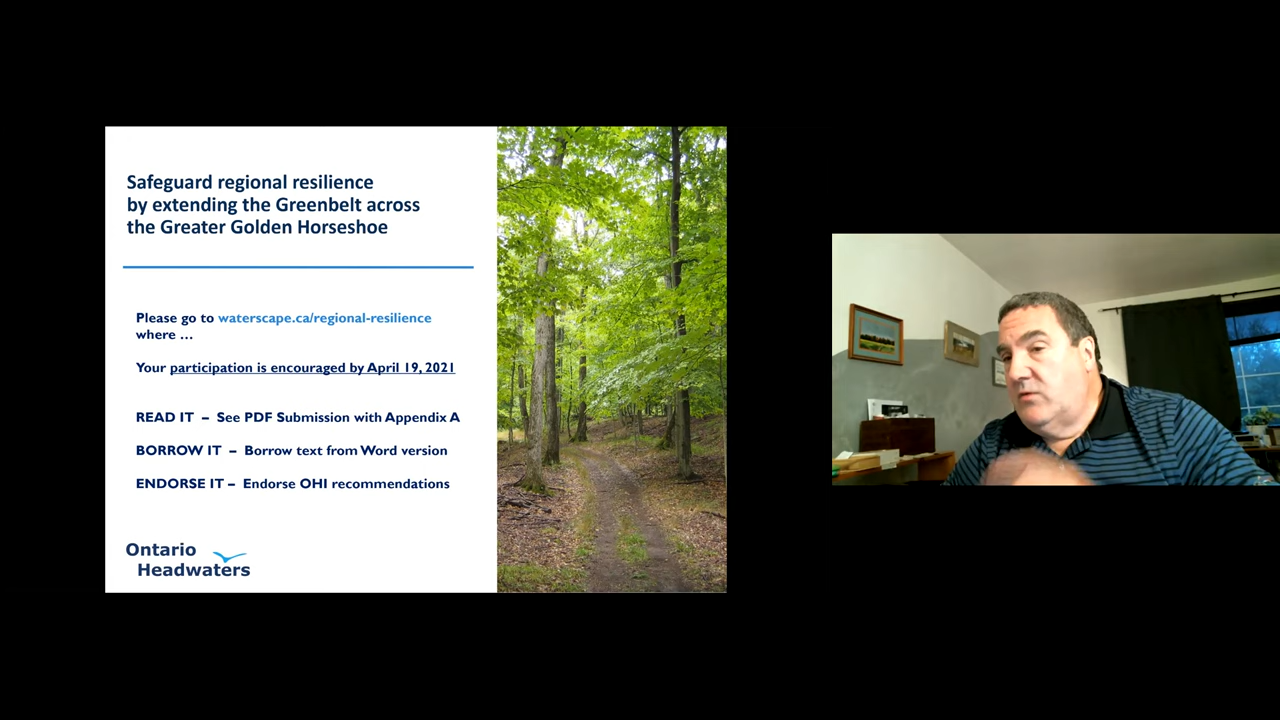 Safeguard regional resilience
by extending the Greenbelt across
the Greater Golden Horseshoe
Please go to waterscape.ca/regional-resilience
where ...
Your participation is encouraged by April 19, 2021
READ IT – See PDF Submission with Appendix A
BORROW IT – Borrow text from Word version
ENDORSE IT – Endorse OHI recommendations
Ontario
Headwaters